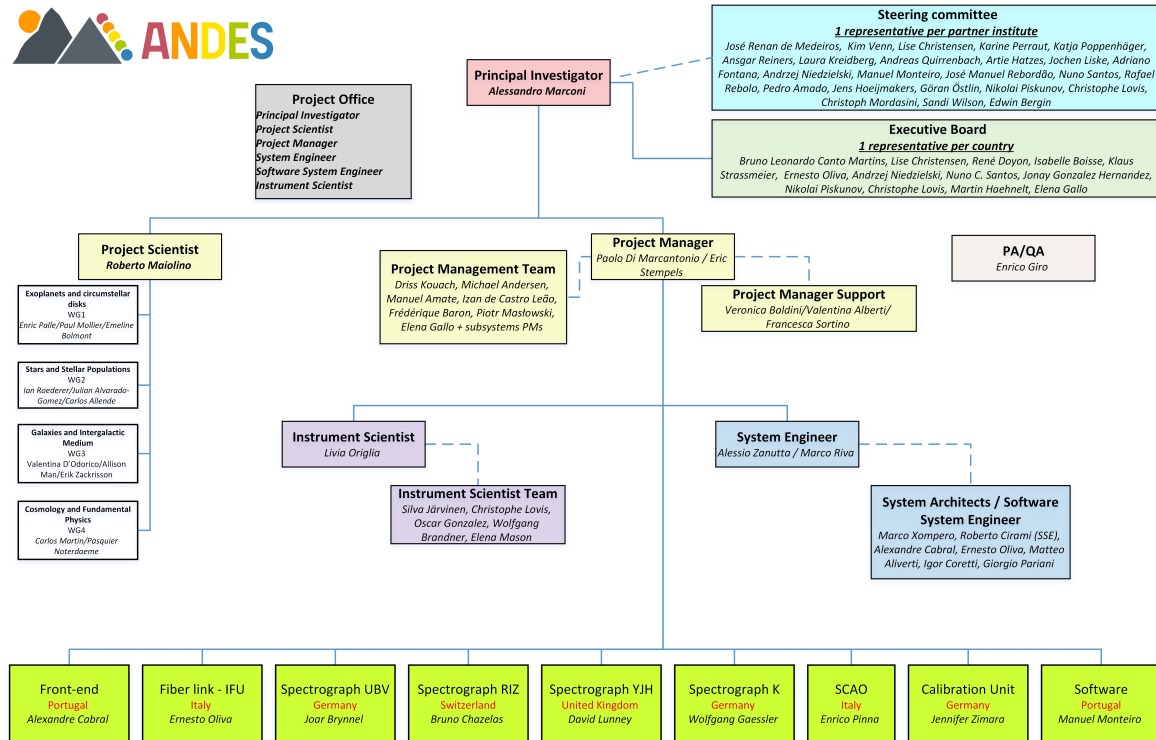 ANDES
Steering committee
1 representative per partner institute
José Renan de Medeiros, Kim Venn, Lise Christensen, Karine Perraut, Katja Poppenhäger,
Ansgar Reiners, Laura Kreidberg, Andreas Quirrenbach, Artie Hatzes, Jochen Liske, Adriano
Fontana, Andrzej Niedzielski, Manuel Monteiro, José Manuel Rebordão, Nuno Santos, Rafael
Rebolo, Pedro Amado, Jens Hoeijmakers, Göran Östlin, Nikolai Piskunov, Christophe Lovis,
Christoph Mordasini, Sandi Wilson, Edwin Bergin
Principal Investigator
Alessandro Marconi
Project Office
Principal Investigator
Project Scientist
Project Manager
System Engineer
Software System Engineer
Instrument Scientist
Executive Board
1 representative per country
Bruno Leonardo Canto Martins, Lise Christensen, René Doyon, Isabelle Boisse, Klaus
Strassmeier, Ernesto Oliva, Andrzej Niedzielski, Nuno C. Santos, Jonay Gonzalez Hernandez,
Nikolai Piskunov, Christophe Lovis, Martin Haehnelt, Elena Gallo
Project Scientist
Roberto Maiolino
Project Management Team
Driss Kouach, Michael Andersen,
Manuel Amate, Izan de Castro Leão,
Frédérique Baron, Piotr Masłowski,
Elena Gallo + subsystems PMs
Project Manager
Paolo Di Marcantonio / Eric
Stempels
Project Manager Support
Veronica Baldini/Valentina Alberti/
Francesca Sortino
PA/QA
Enrico Giro
Exoplanets and circumstellar
disks
WG1
Enric Palle/Paul Mollier/Emeline
Bolmont
Stars and Stellar Populations
WG2
Ian Roederer/Julian Alvarado-
Gomez/Carlos Allende
Galaxies and Intergalactic
Medium
WG3
Valentina D'Odorico/Allison
Man/Erik Zackrisson
Cosmology and Fundamental
Physics
WG4
Carlos Martin/Pasquier
Noterdaeme
Instrument Scientist
Livia Origlia
Instrument Scientist Team
Silva Järvinen, Christophe Lovis,
Oscar Gonzalez, Wolfgang
Brandner, Elena Mason
System Engineer
Alessio Zanutta / Marco Riva
System Architects / Software
System Engineer
Marco Xompero, Roberto Cirami (SSE),
Alexandre Cabral, Ernesto Oliva, Matteo
Aliverti, Igor Coretti, Giorgio Pariani
Front-end
Portugal
Alexandre Cabral
Fiber link - IFU
Italy
Ernesto Oliva
Spectrograph UBV
Germany
Joar Brynnel
Spectrograph RIZ
Switzerland
Bruno Chazelas
Spectrograph YJH
United Kingdom
David Lunney
Spectrograph K
Germany
Wolfgang Gaessler
SCAO
Italy
Enrico Pinna
Calibration Unit
Germany
Jennifer Zimara
Software
Portugal
Manuel Monteiro